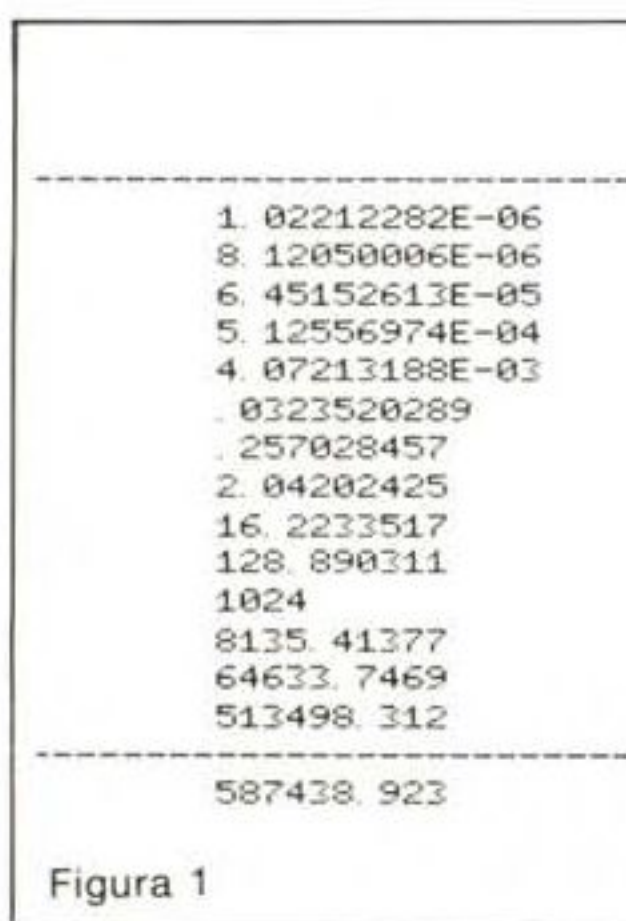 --------------------------------
1.02212282E-06
8.12050006E-06
6.45152613E-05
5.12556974E-04
4.07213188E-03
.0323520289
.257028457
2.04202425
16.2233517
128.890311
1024
8135.41377
64633.7469
513498.312
--------------------------------
587438.923
Figura 1